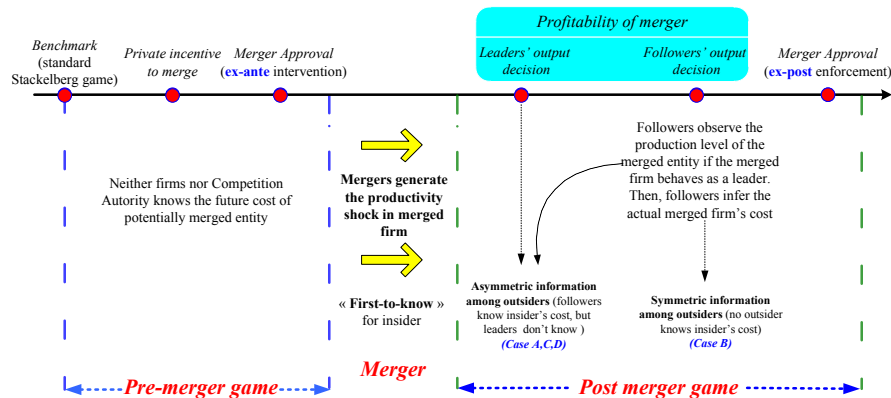 Profitability of merger
Benchmark
(standard
Stackelberg game)
Private incentive
to merge
Merger Approval
(ex-ante intervention)
Leaders' output
decision
Followers' output
decision
Merger Approval
(ex-post enforcement)
Neither firms nor Competition
Autority knows the future cost of
potentially merged entity
Mergers generate
the productivity
shock in merged
firm
« First-to-know »
for insider
Followers observe the
production level of the
merged entity if the merged
firm behaves as a leader.
Then, followers infer the
actual merged firm's cost
Asymmetric information
among outsiders (followers
know insider's cost, but
leaders don't know )
(Case A,C,D)
Symmetric information
among outsiders (no outsider
knows insider's cost)
(Case B)
Pre-merger game
Merger
Post merger game